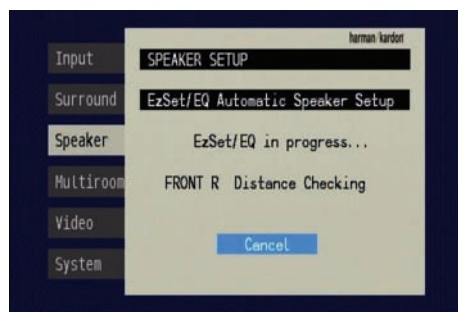 harman/kardon
Input
Surround
Speaker
Multiroom
Video
System
SPEAKER SETUP
EzSet/EQ Automatic Speaker Setup
EzSet/EQ in progress...
FRONT R Distance Checking
Cancel